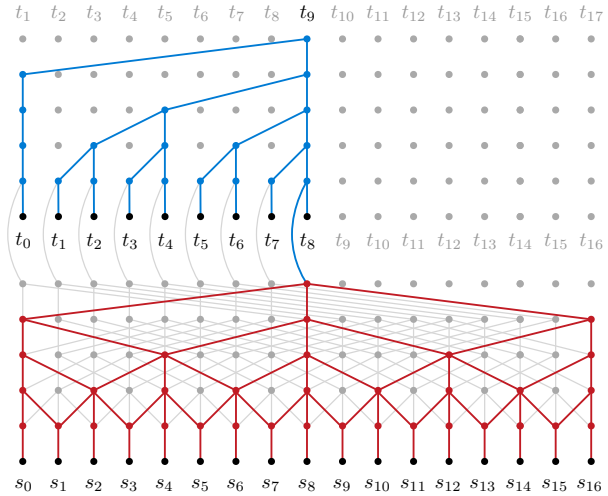 t₁ t₂ t₃ t₄ t₅ t₆ t₇ t₈ t₉ t₁₀ t₁₁ t₁₂ t₁₃ t₁₄ t₁₅ t₁₆ t₁₇
t₀ t₁ t₂ t₃ t₄ t₅ t₆ t₇ t₈ t₉ t₁₀ t₁₁ t₁₂ t₁₃ t₁₄ t₁₅ t₁₆
s₀ s₁ s₂ s₃ s₄ s₅ s₆ s₇ s₈ s₉ s₁₀ s₁₁ s₁₂ s₁₃ s₁₄ s₁₅ s₁₆